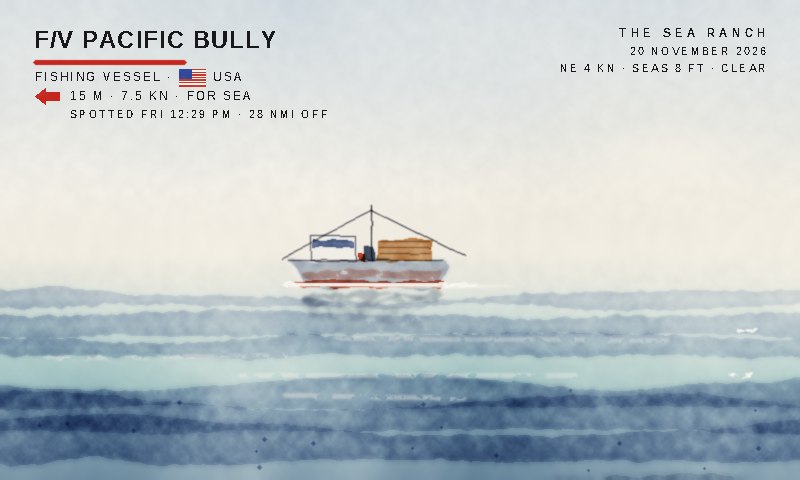 F/V PACIFIC BULLY
FISHING VESSEL · USA
15 M · 7.5 KN · FOR SEA
SPOTTED FRI 12:29 PM · 28 NMI OFF
THE SEA RANCH
20 NOVEMBER 2026
NE 4 KN · SEAS 8 FT · CLEAR